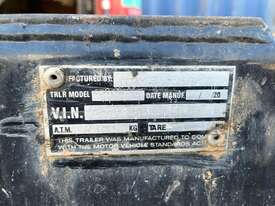 FACTURED BY:
TRLR MODEL DATE MANUF / /20
V.I.N.
A.T.M. KG TARE
THIS TRAILER WAS MANUFACTURED TO COM
WITH THE MOTOR VEHICLE STANDARDS ACT